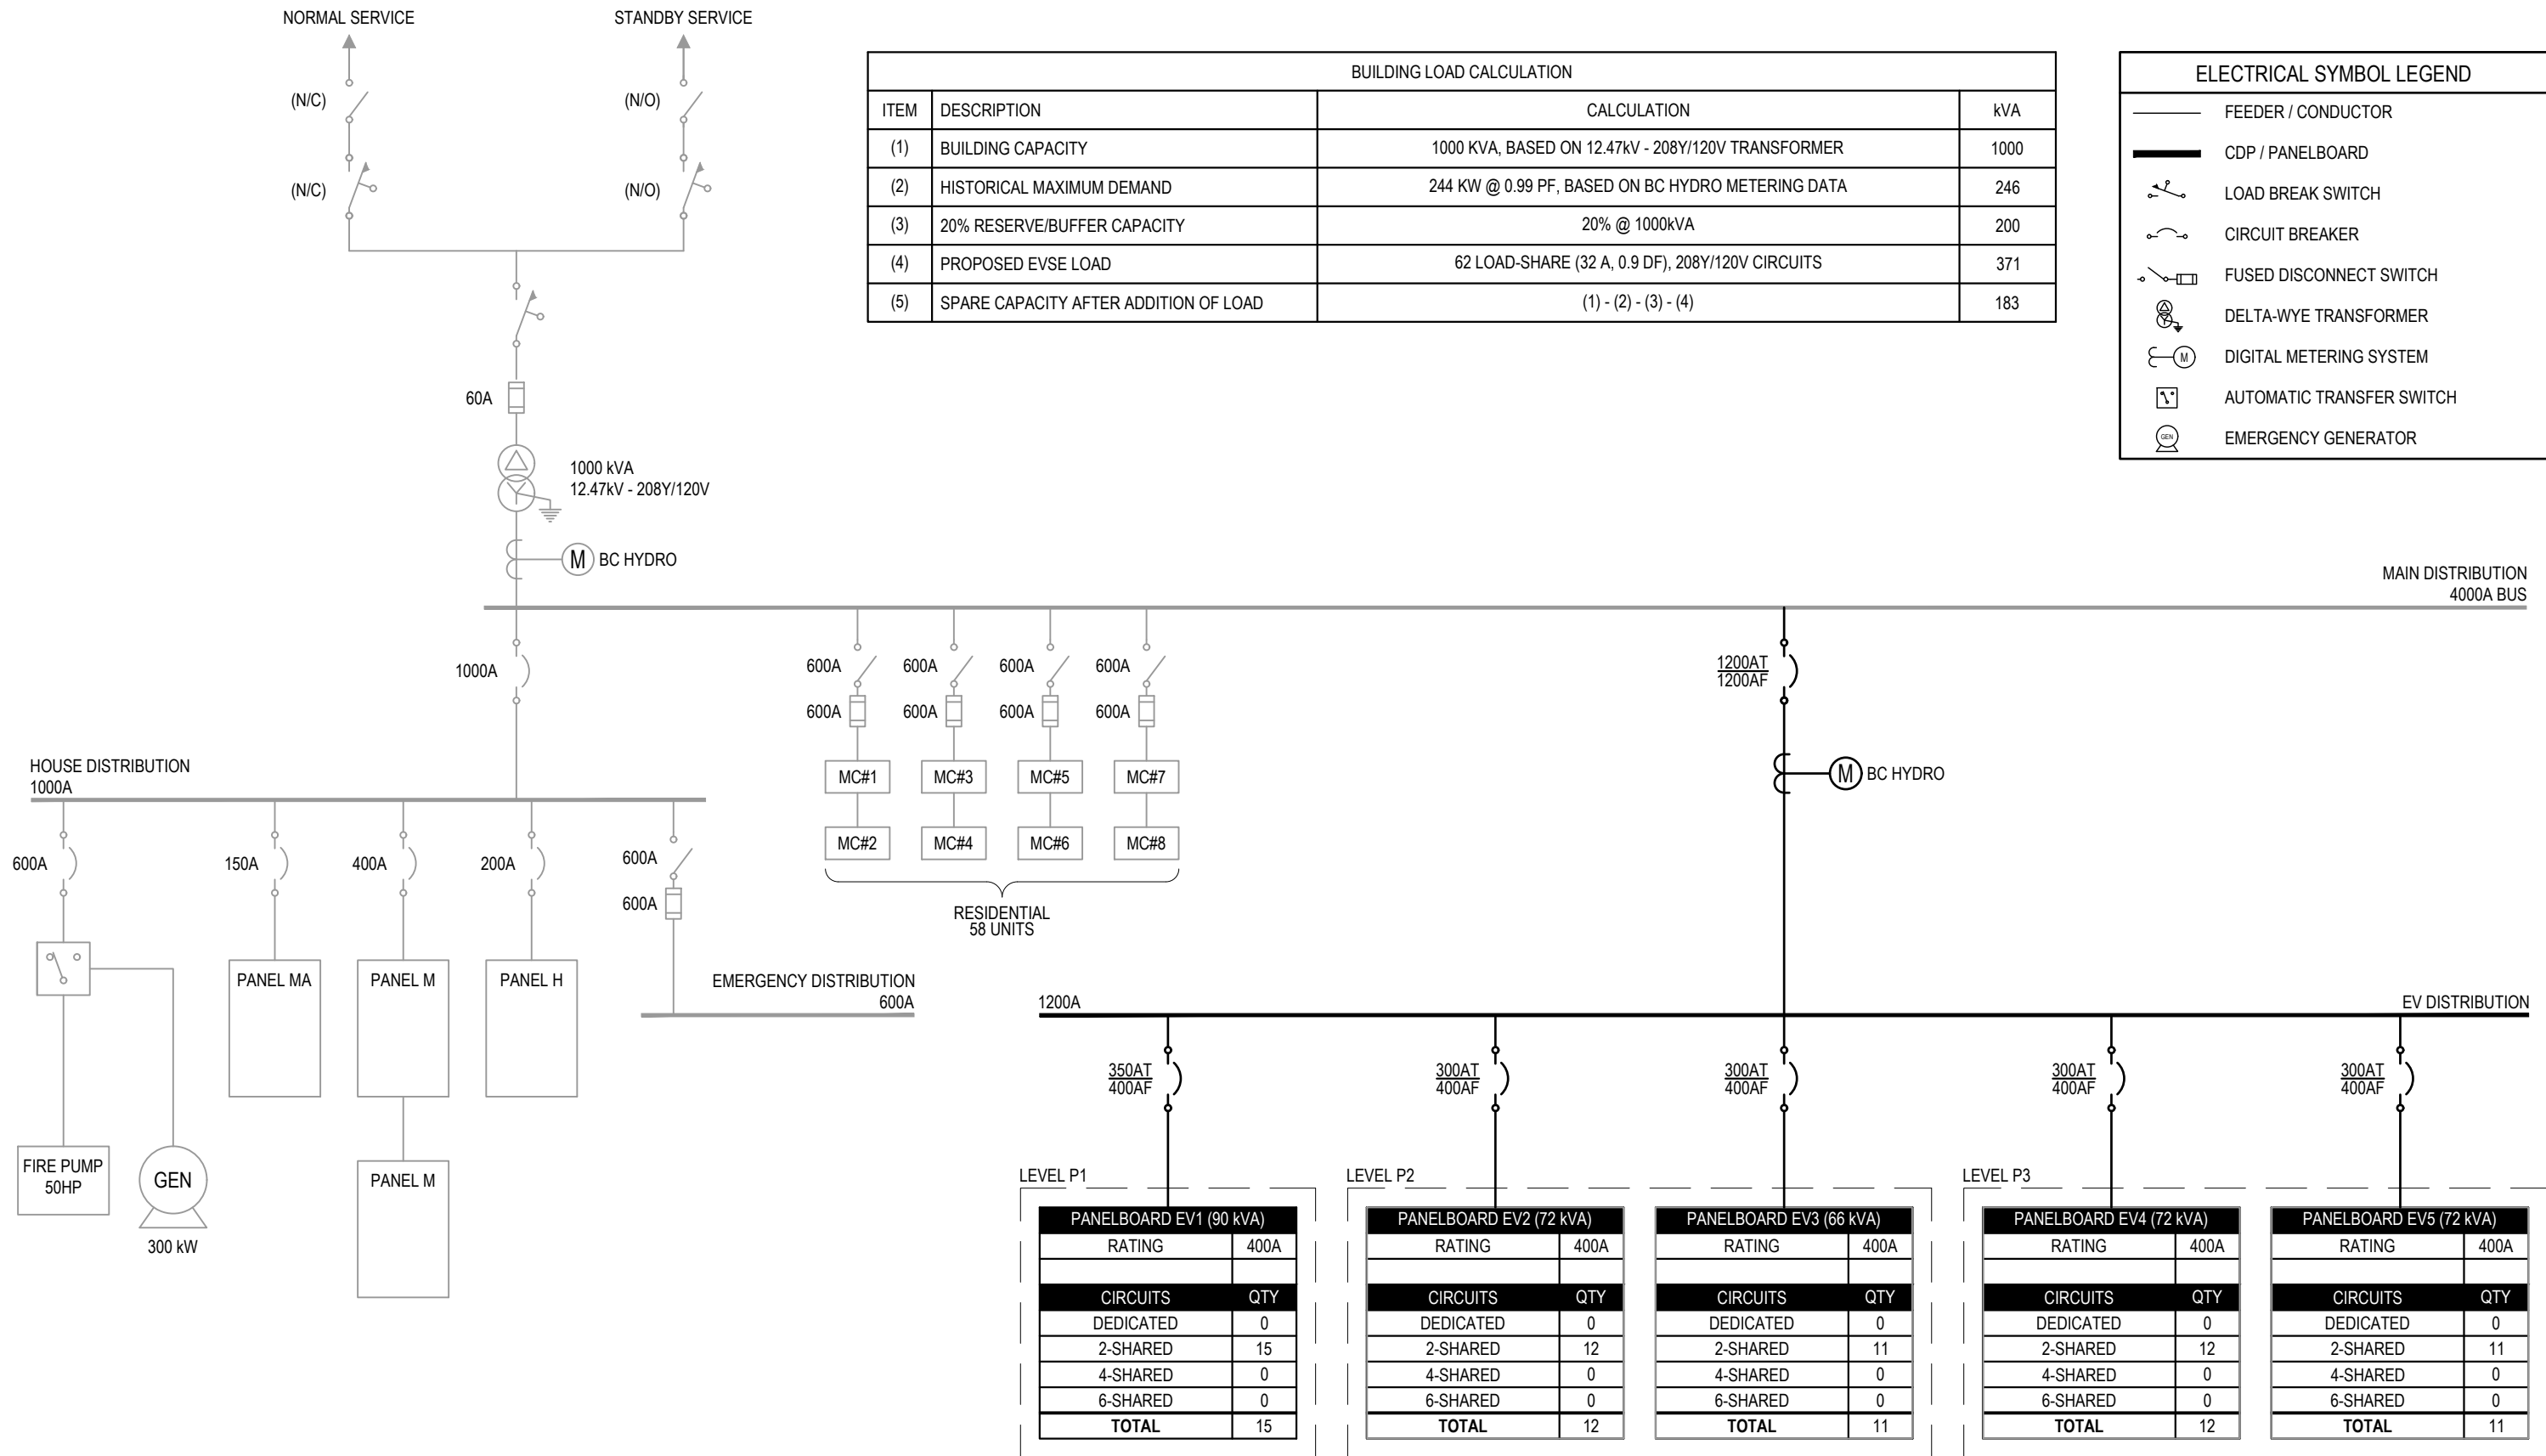 NORMAL SERVICE
STANDBY SERVICE
(N/C)
(N/O)
(N/C)
(N/O)
60A
1000 kVA
12.47kV - 208Y/120V
M BC HYDRO
BUILDING LOAD CALCULATION
ITEM DESCRIPTION CALCULATION kVA
(1) BUILDING CAPACITY 1000 KVA, BASED ON 12.47kV - 208Y/120V TRANSFORMER 1000
(2) HISTORICAL MAXIMUM DEMAND 244 KW @ 0.99 PF, BASED ON BC HYDRO METERING DATA 246
(3) 20% RESERVE/BUFFER CAPACITY 20% @ 1000kVA 200
(4) PROPOSED EVSE LOAD 62 LOAD-SHARE (32 A, 0.9 DF), 208Y/120V CIRCUITS 371
(5) SPARE CAPACITY AFTER ADDITION OF LOAD (1) - (2) - (3) - (4) 183
ELECTRICAL SYMBOL LEGEND
FEEDER / CONDUCTOR
CDP / PANELBOARD
LOAD BREAK SWITCH
CIRCUIT BREAKER
FUSED DISCONNECT SWITCH
DELTA-WYE TRANSFORMER
M DIGITAL METERING SYSTEM
AUTOMATIC TRANSFER SWITCH
GEN EMERGENCY GENERATOR
MAIN DISTRIBUTION
4000A BUS
1000A
600A 600A 600A 600A
600A 600A 600A 600A
MC#1 MC#3 MC#5 MC#7
MC#2 MC#4 MC#6 MC#8
RESIDENTIAL
58 UNITS
1200AT
1200AF
M BC HYDRO
HOUSE DISTRIBUTION
1000A
600A 150A 400A 200A 600A
600A
PANEL MA PANEL M PANEL H
EMERGENCY DISTRIBUTION
600A
FIRE PUMP
50HP
GEN
300 kW
PANEL M
1200A
EV DISTRIBUTION
350AT 300AT 300AT 300AT 300AT
400AF 400AF 400AF 400AF 400AF
LEVEL P1
PANELBOARD EV1 (90 kVA)
RATING 400A
CIRCUITS QTY
DEDICATED 0
2-SHARED 15
4-SHARED 0
6-SHARED 0
TOTAL 15
LEVEL P2
PANELBOARD EV2 (72 kVA)
RATING 400A
CIRCUITS QTY
DEDICATED 0
2-SHARED 12
4-SHARED 0
6-SHARED 0
TOTAL 12
PANELBOARD EV3 (66 kVA)
RATING 400A
CIRCUITS QTY
DEDICATED 0
2-SHARED 11
4-SHARED 0
6-SHARED 0
TOTAL 11
LEVEL P3
PANELBOARD EV4 (72 kVA)
RATING 400A
CIRCUITS QTY
DEDICATED 0
2-SHARED 12
4-SHARED 0
6-SHARED 0
TOTAL 12
PANELBOARD EV5 (72 kVA)
RATING 400A
CIRCUITS QTY
DEDICATED 0
2-SHARED 11
4-SHARED 0
6-SHARED 0
TOTAL 11